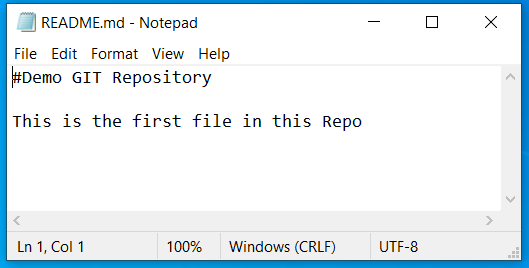 README.md - Notepad
File Edit Format View Help
#Demo GIT Repository
This is the first file in this Repo
Ln 1, Col 1 100% Windows (CRLF) UTF-8